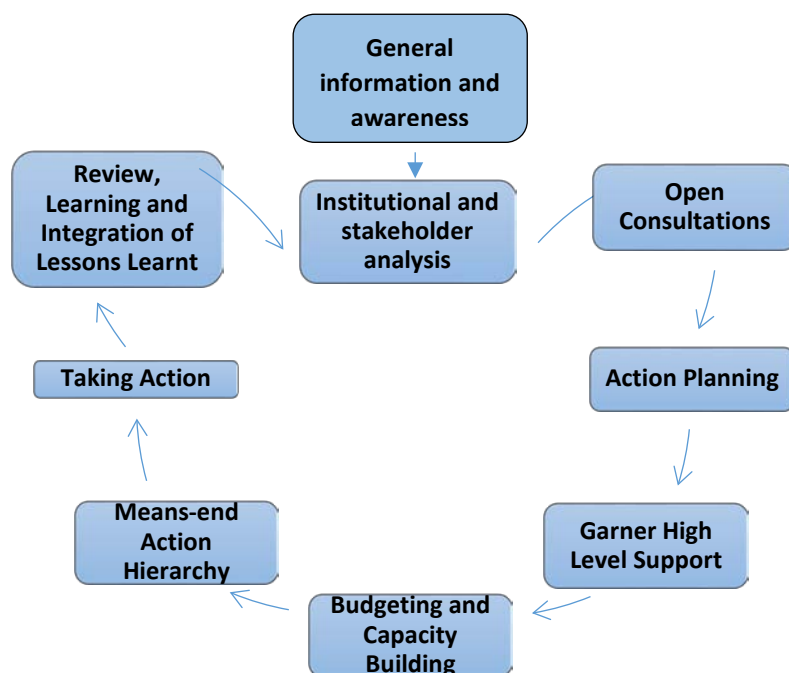 General
information and
awareness
Institutional and
stakeholder
analysis
Open
Consultations
Action Planning
Garner High
Level Support
Budgeting and
Capacity
Building
Means-end
Action
Hierarchy
Taking Action
Review,
Learning and
Integration of
Lessons Learnt